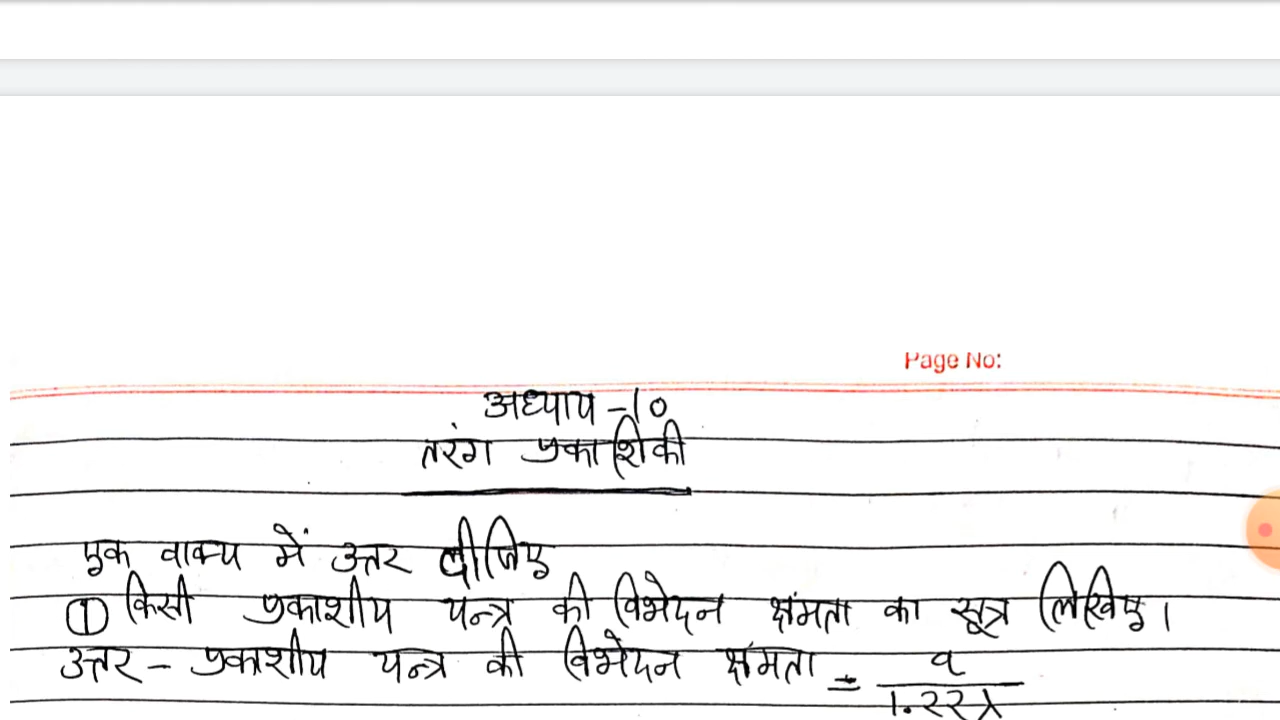 Page No:
अध्याय -10
तरंग प्रकाशिकी
एक वाक्य में उत्तर दीजिए
① किसी प्रकाशीय यन्त्र की विभेदन क्षमता का सूत्र लिखिए।
उत्तर - प्रकाशीय यन्त्र की विभेदन क्षमता = a
1.22λ